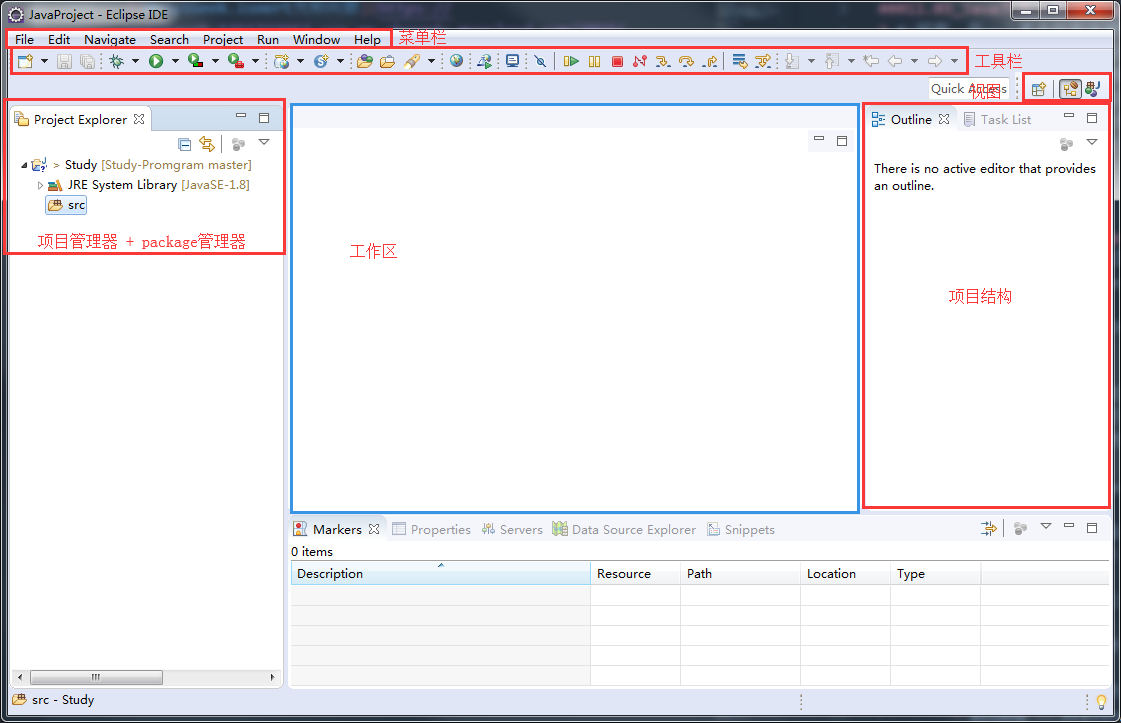 JavaProject - Eclipse IDE
File Edit Navigate Search Project Run Window Help 菜单栏
工具栏
Quick Access 视图
Project Explorer
Outline Task List
> Study [Study-Promgram master]
JRE System Library [JavaSE-1.8]
src
项目管理器 + package管理器
工作区
There is no active editor that provides
an outline.
项目结构
Markers Properties Servers Data Source Explorer Snippets
0 items
Description Resource Path Location Type
src - Study